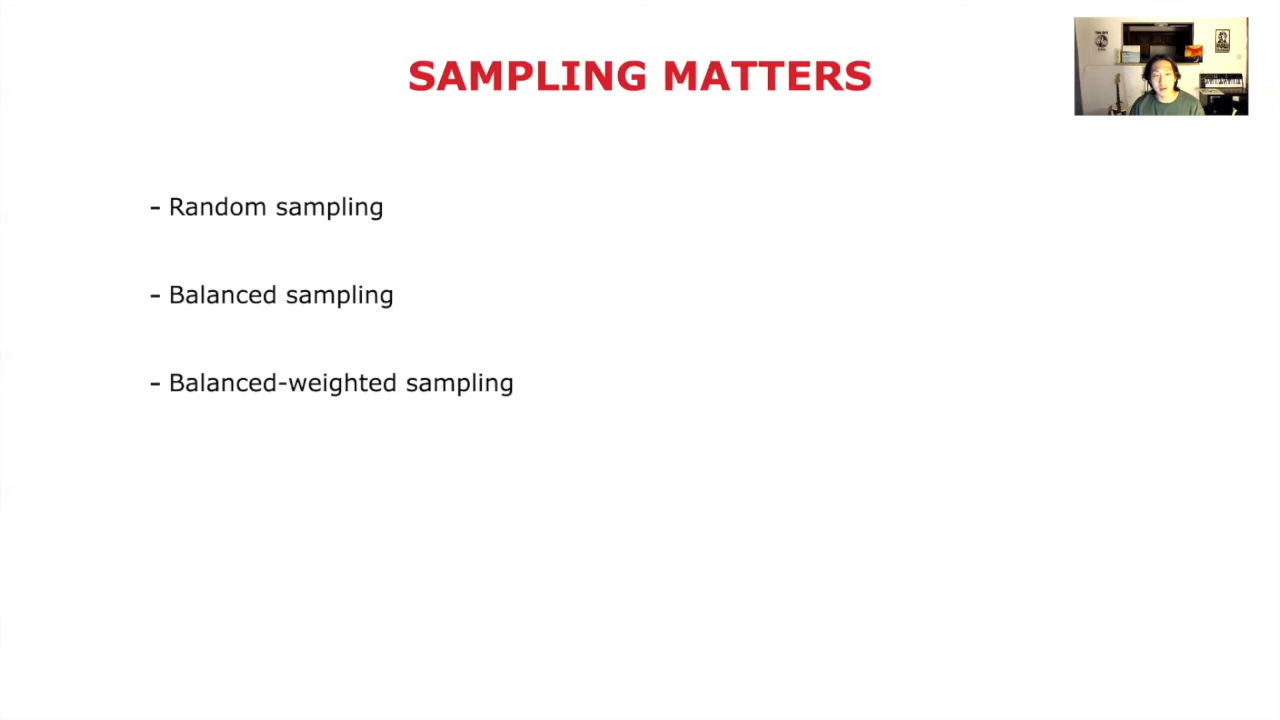 SAMPLING MATTERS
- Random sampling
- Balanced sampling
- Balanced-weighted sampling